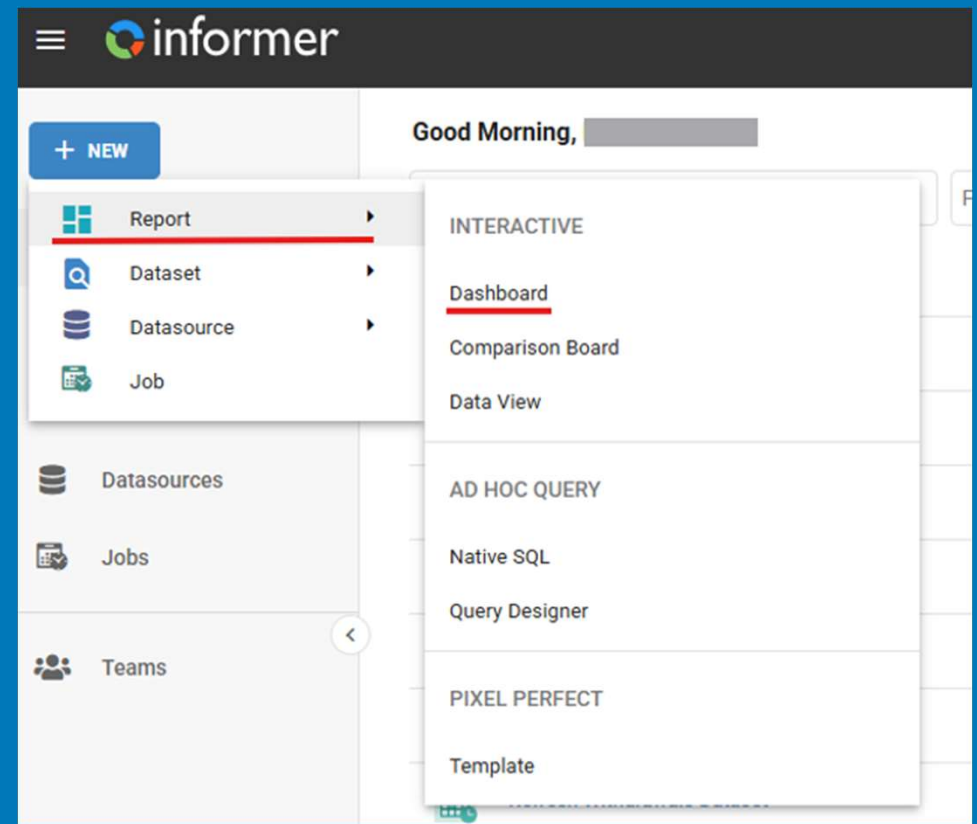 informer
+ NEW
Good Morning,
Report
Dataset
Datasource
Job
INTERACTIVE
Dashboard
Comparison Board
Data View
AD HOC QUERY
Native SQL
Query Designer
PIXEL PERFECT
Template
Datasources
Jobs
Teams